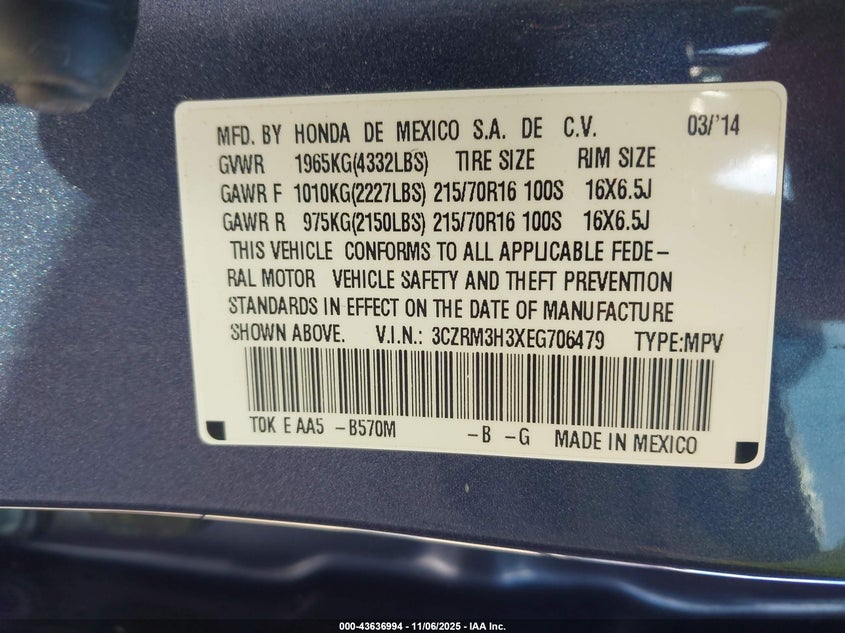 MFD. BY HONDA DE MEXICO S.A. DE C.V. 03/'14
GVWR 1965KG(4332LBS) TIRE SIZE RIM SIZE
GAWR F 1010KG(2227LBS) 215/70R16 100S 16X6.5J
GAWR R 975KG(2150LBS) 215/70R16 100S 16X6.5J
THIS VEHICLE CONFORMS TO ALL APPLICABLE FEDE-
RAL MOTOR VEHICLE SAFETY AND THEFT PREVENTION
STANDARDS IN EFFECT ON THE DATE OF MANUFACTURE
SHOWN ABOVE. V.I.N.: 3CZRM3H3XEG706479 TYPE:MPV
T0K E AA5 -B570M -B -G MADE IN MEXICO
000-43636994 - 11/06/2025 - IAA Inc.